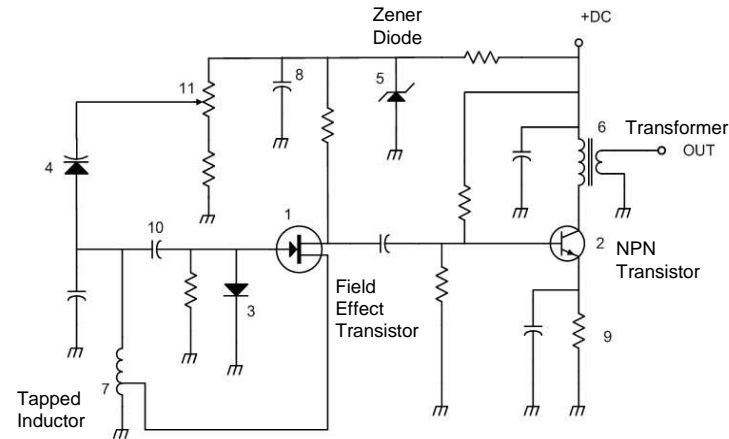 Zener
Diode
+DC
5
8
11
6
Transformer
OUT
4
10
1
2
NPN
Transistor
3
Field
Effect
Transistor
9
7
Tapped
Inductor